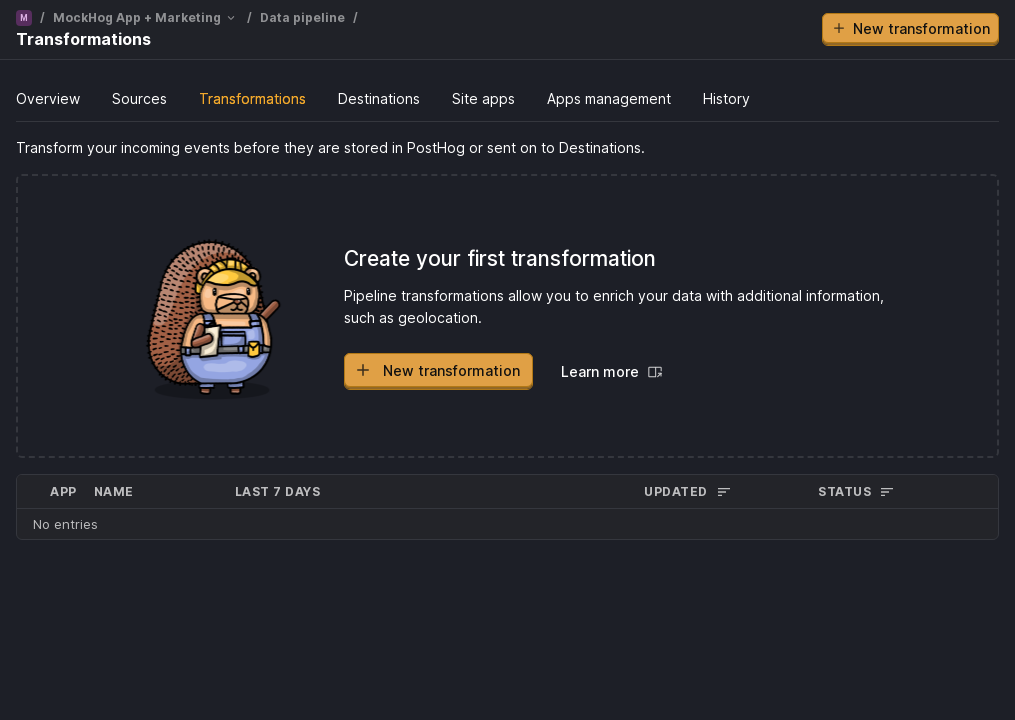 M / MockHog App + Marketing / Data pipeline /
Transformations
New transformation
Overview Sources Transformations Destinations Site apps Apps management History
Transform your incoming events before they are stored in PostHog or sent on to Destinations.
Create your first transformation
Pipeline transformations allow you to enrich your data with additional information,
such as geolocation.
New transformation Learn more
APP NAME LAST 7 DAYS UPDATED STATUS
No entries